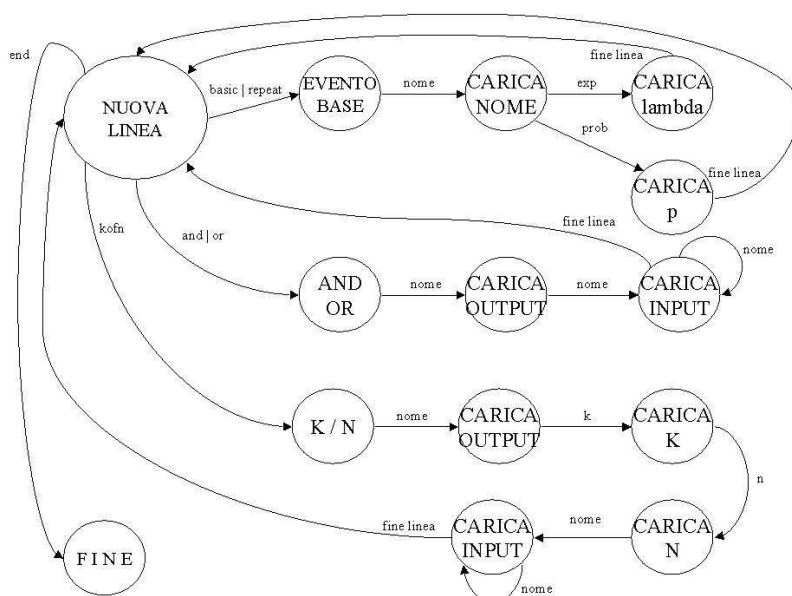 end
fine linea
NUOVA
LINEA
basic | repeat
EVENTO
BASE
nome
CARICA
NOME
exp
CARICA
lambda
prob
fine linea
CARICA
p
kofn
and | or
fine linea
AND
OR
nome
CARICA
OUTPUT
nome
CARICA
INPUT
nome
K / N
nome
CARICA
OUTPUT
k
CARICA
K
n
CARICA
N
nome
CARICA
INPUT
fine linea
nome
F I N E